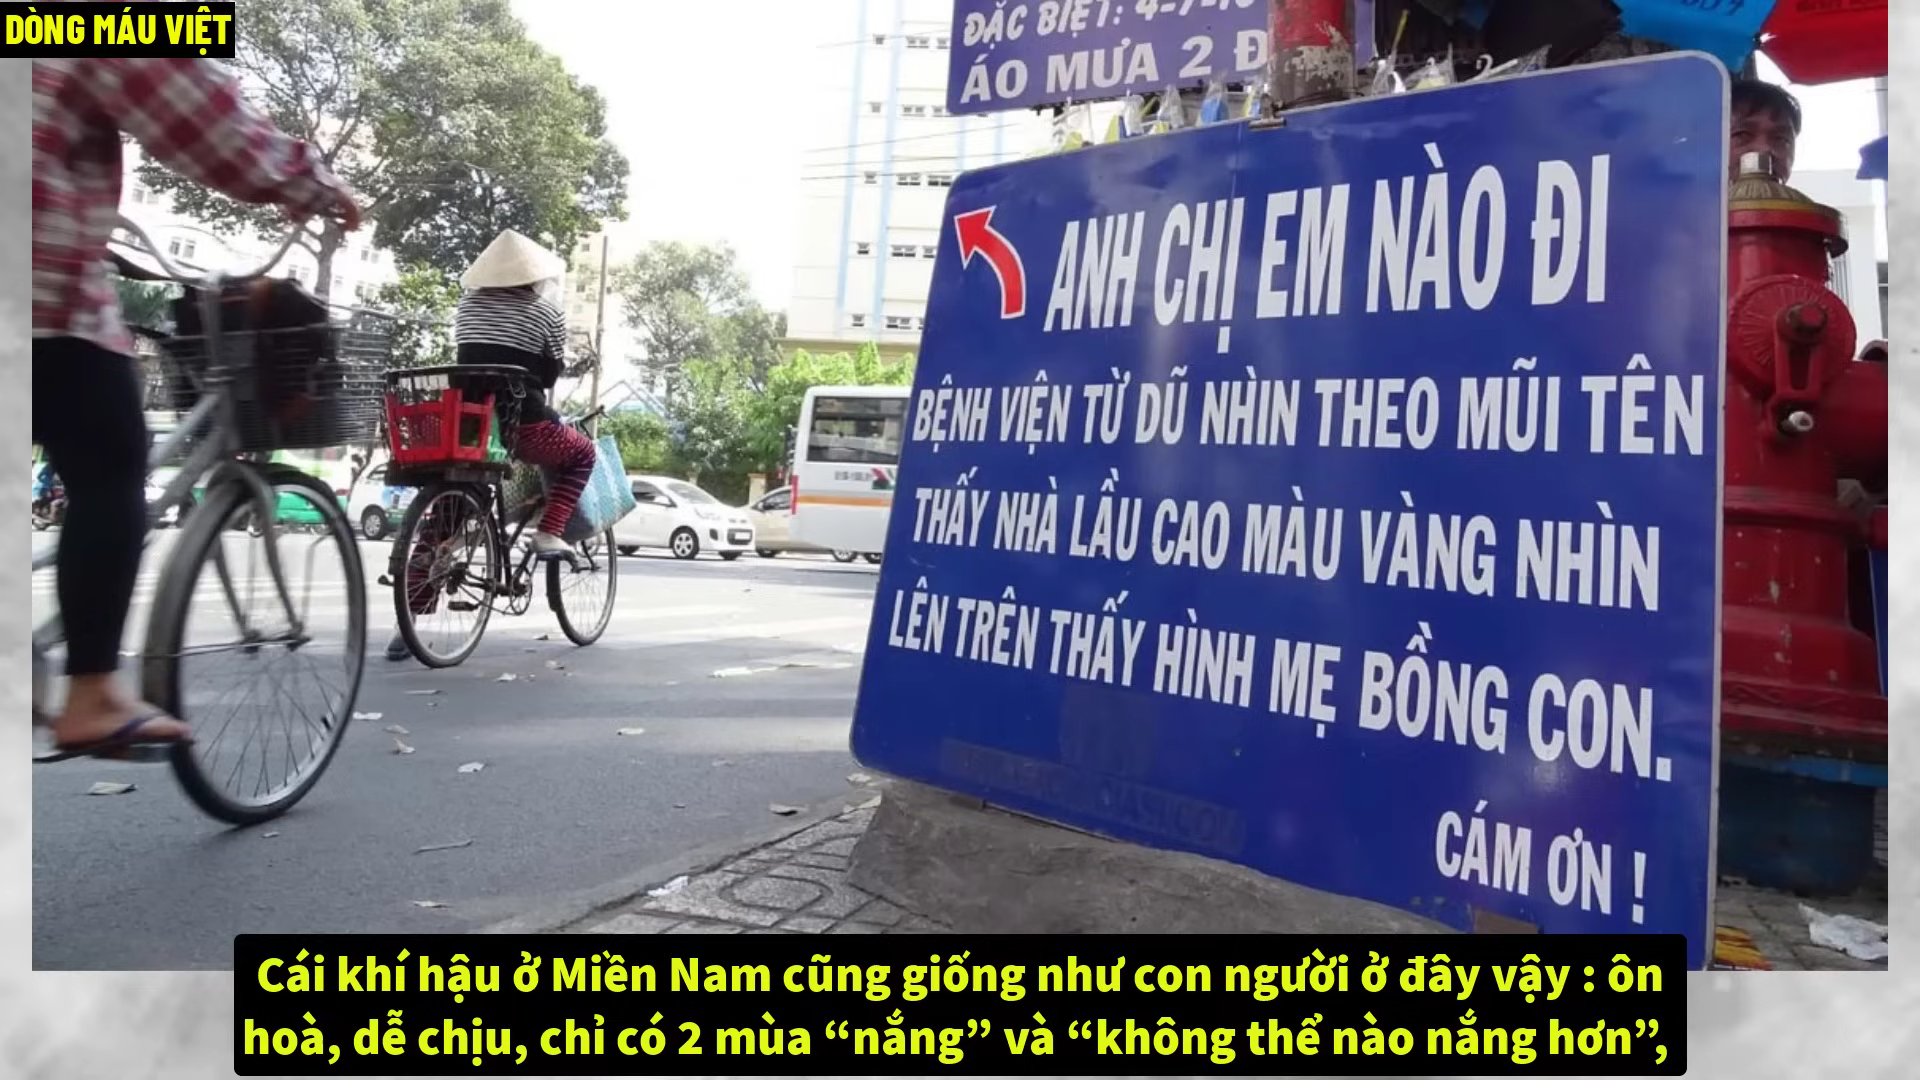 DÒNG MÁU VIỆT
ĐẶC BIỆT:
ÁO MƯA 2 Đ
ANH CHỊ EM NÀO ĐI
BỆNH VIỆN TỪ DŨ NHÌN THEO MŨI TÊN
THẤY NHÀ LẦU CAO MÀU VÀNG NHÌN
LÊN TRÊN THẤY HÌNH MẸ BỒNG CON.
CÁM ƠN !
Cái khí hậu ở Miền Nam cũng giống như con người ở đây vậy : ôn
hoà, dễ chịu, chỉ có 2 mùa “nắng” và “không thể nào nắng hơn”,